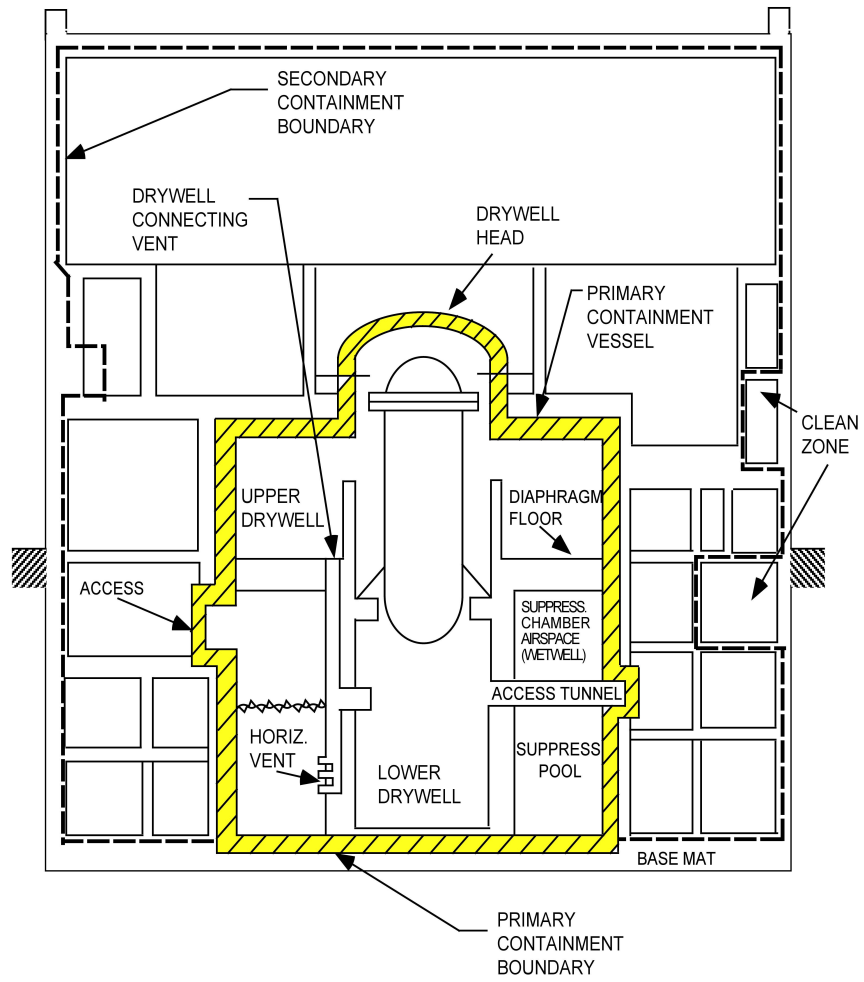 SECONDARY
CONTAINMENT
BOUNDARY
DRYWELL
CONNECTING
VENT
DRYWELL
HEAD
PRIMARY
CONTAINMENT
VESSEL
CLEAN
ZONE
UPPER
DRYWELL
DIAPHRAGM
FLOOR
ACCESS
SUPPRESS.
CHAMBER
AIRSPACE
(WETWELL)
ACCESS TUNNEL
HORIZ.
VENT
SUPPRESS
POOL
LOWER
DRYWELL
BASE MAT
PRIMARY
CONTAINMENT
BOUNDARY